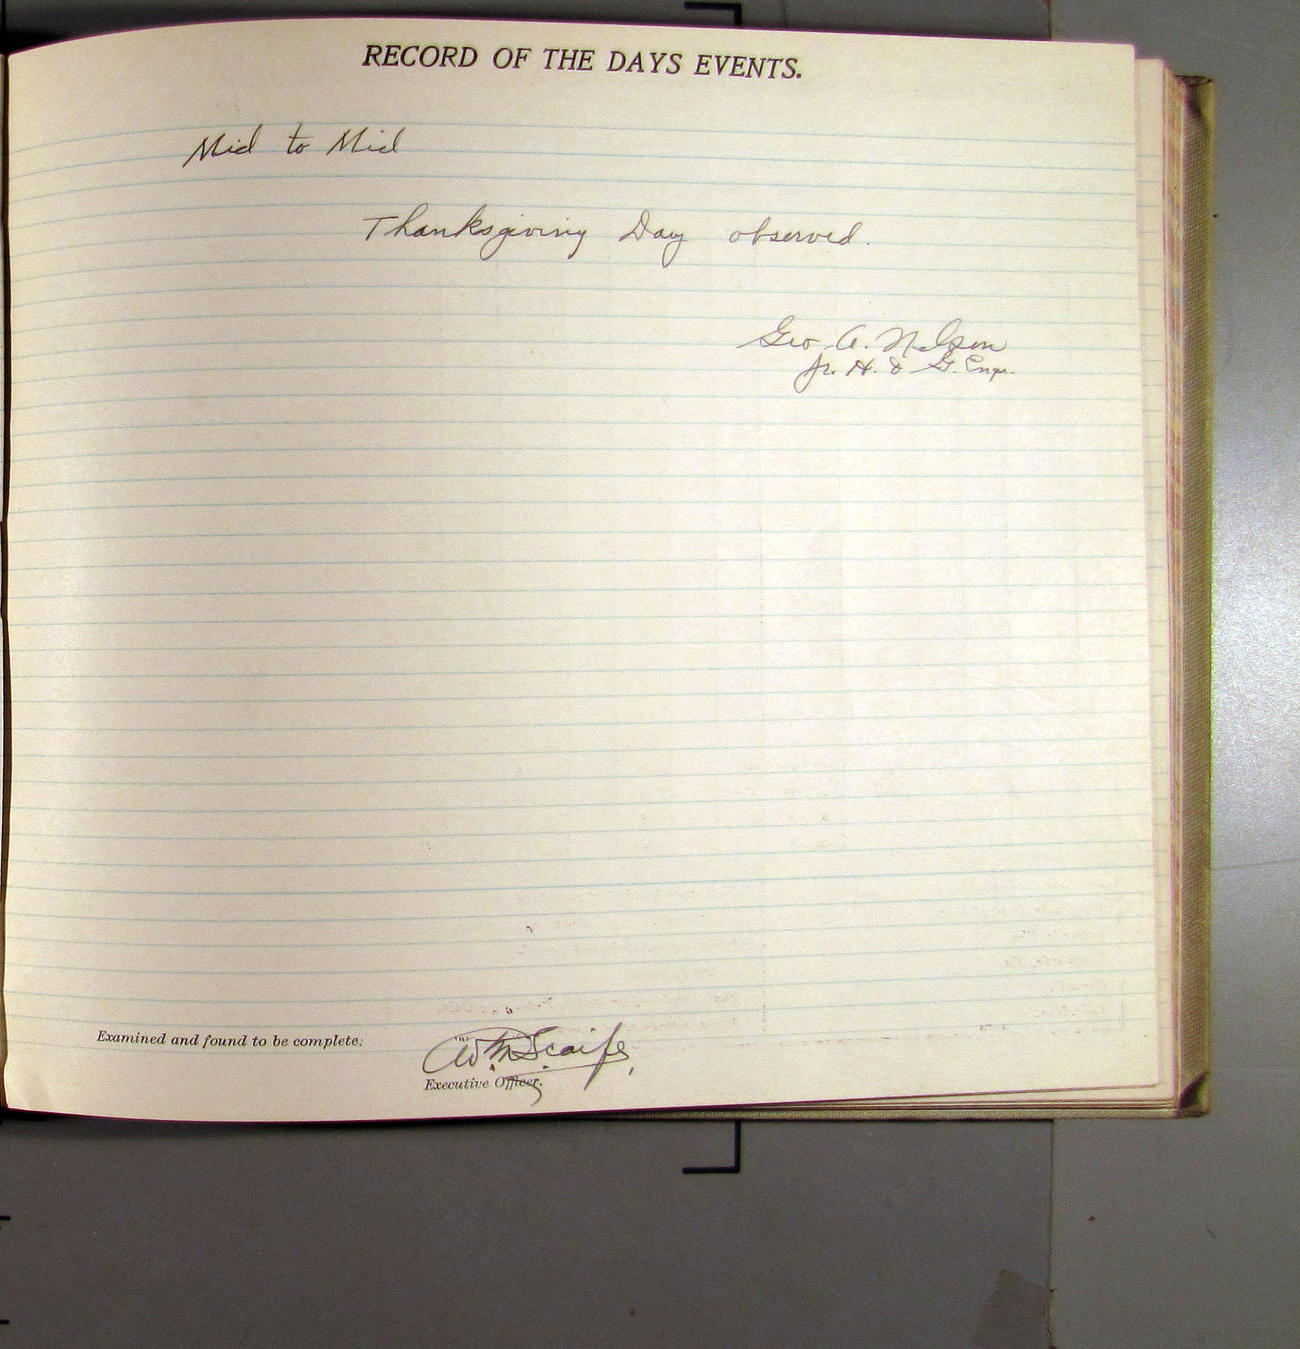 RECORD OF THE DAYS EVENTS.
Mid to Mid
Thanksgiving Day observed.
Geo. A. Nelson
Jr. H. & G. Engr.
Examined and found to be complete:
W M Scaife
Executive Officer.